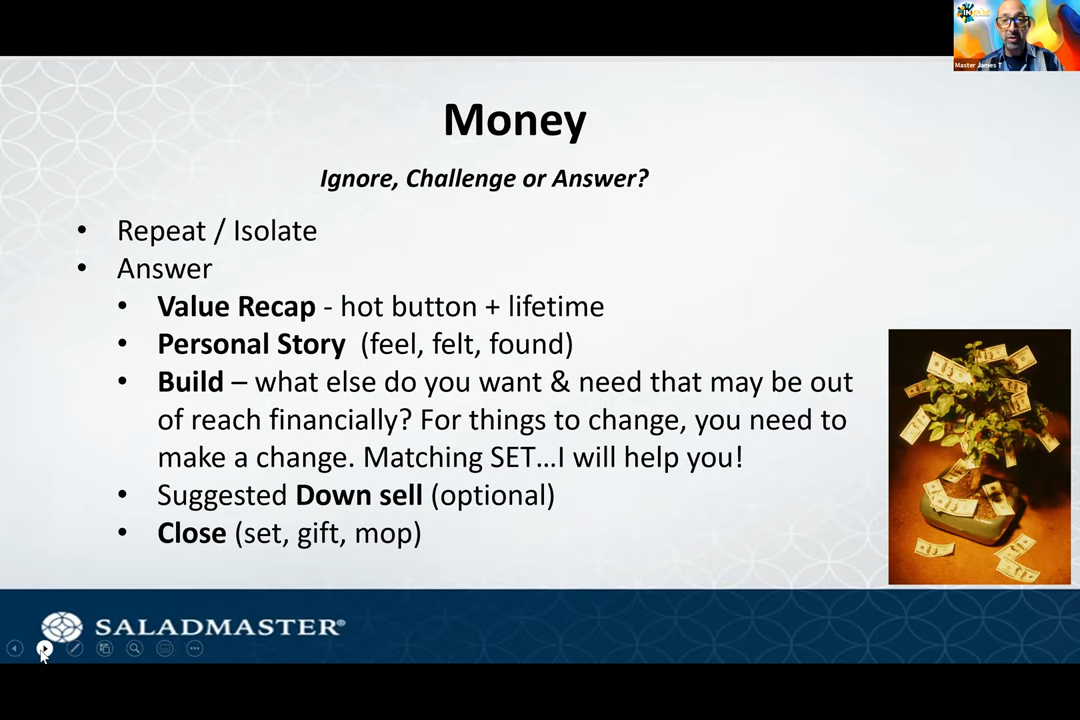 Master James T
Money
Ignore, Challenge or Answer?
• Repeat / Isolate
• Answer
• Value Recap - hot button + lifetime
• Personal Story (feel, felt, found)
• Build – what else do you want & need that may be out
of reach financially? For things to change, you need to
make a change. Matching SET...I will help you!
• Suggested Down sell (optional)
• Close (set, gift, mop)
SALADMASTER®